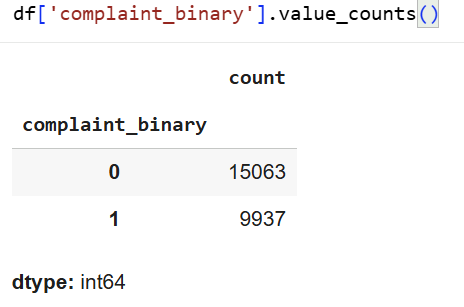 df['complaint_binary'].value_counts()
count
complaint_binary
0 15063
1 9937
dtype: int64